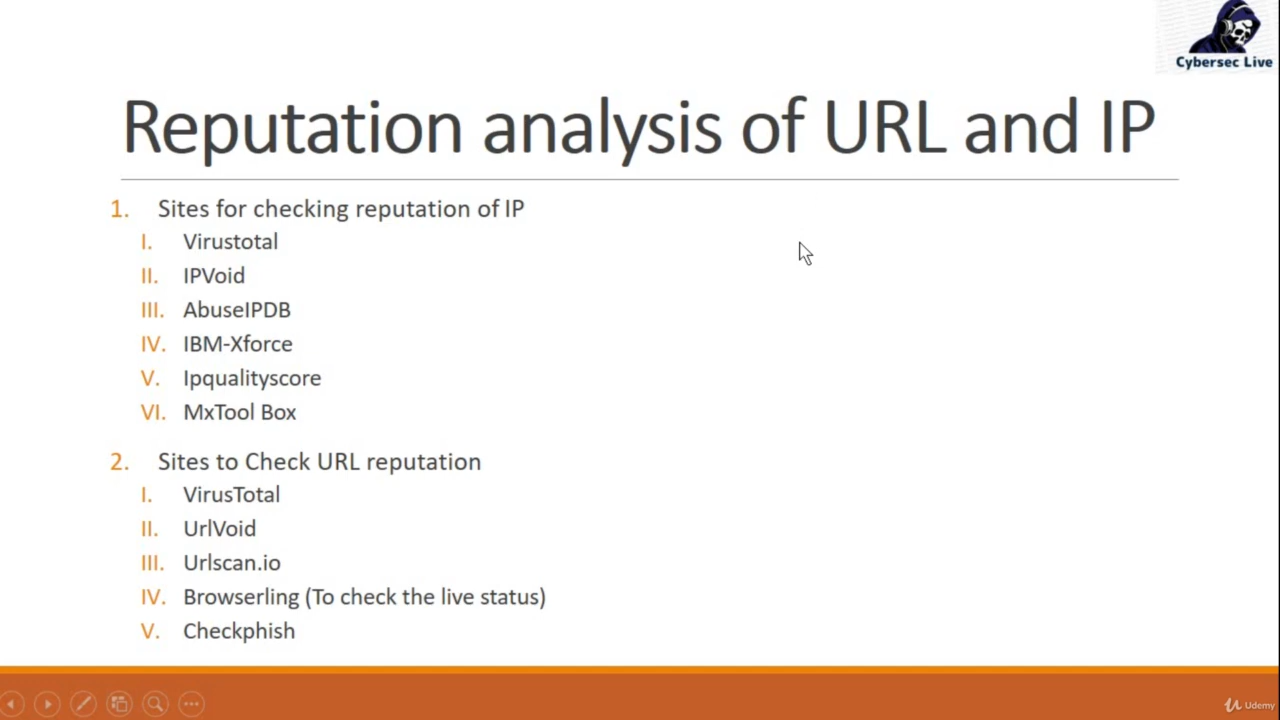 Cybersec Live
Reputation analysis of URL and IP
1. Sites for checking reputation of IP
I. Virustotal
II. IPVoid
III. AbuseIPDB
IV. IBM-Xforce
V. Ipqualityscore
VI. MxTool Box
2. Sites to Check URL reputation
I. VirusTotal
II. UrlVoid
III. Urlscan.io
IV. Browserling (To check the live status)
V. Checkphish
Udemy